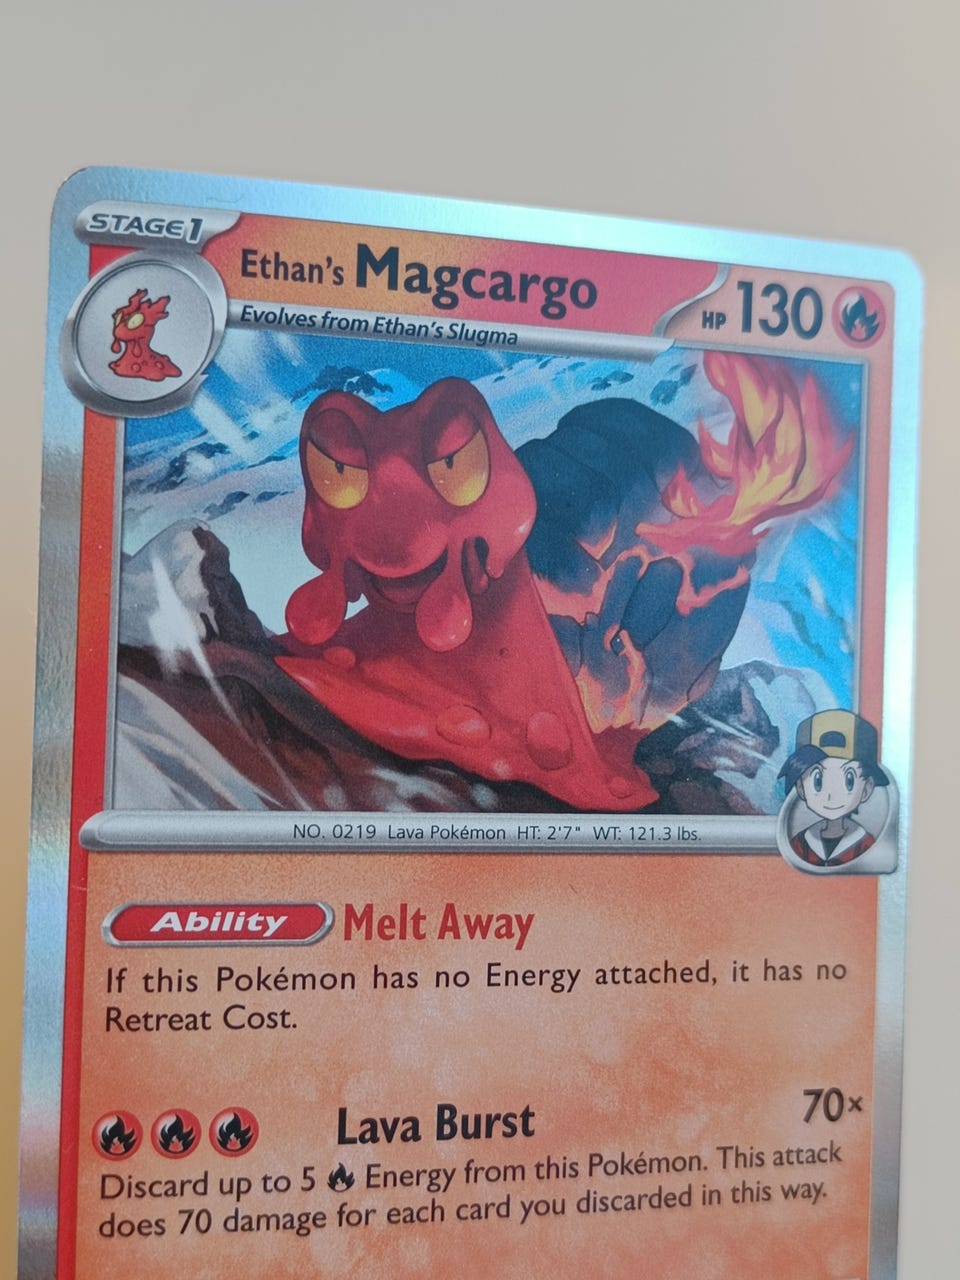 STAGE 1
Ethan's Magcargo
HP 130
Evolves from Ethan's Slugma
NO. 0219 Lava Pokémon HT: 2'7" WT: 121.3 lbs.
Ability Melt Away
If this Pokémon has no Energy attached, it has no
Retreat Cost.
Lava Burst 70×
Discard up to 5 Energy from this Pokémon. This attack
does 70 damage for each card you discarded in this way.